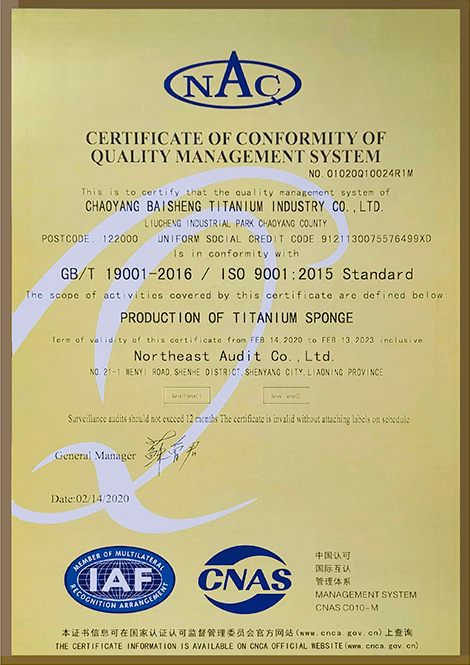 NAC
CERTIFICATE OF CONFORMITY OF
QUALITY MANAGEMENT SYSTEM
NO. 01020Q10024R1M
This is to certify that the quality management system of
CHAOYANG BAISHENG TITANIUM INDUSTRY CO., LTD.
LIUCHENG INDUSTRIAL PARK CHAOYANG COUNTY
POSTCODE: 122000 UNIFORM SOCIAL CREDIT CODE:9121130075576499XD
Is in conformity with
GB/T 19001-2016 / ISO 9001:2015 Standard
The scope of activities covered by this certificate are defined below:
PRODUCTION OF TITANIUM SPONGE
Term of validity of this certificate from FEB 14,2020 to FEB 13,2023 inclusive
Northeast Audit Co., Ltd.
NO.21-1 WENYI ROAD, SHENHE DISTRICT, SHENYANG CITY, LIAONING PROVINCE
Surveillance(1) Surveillance(2)
Surveillance audits should not exceed 12 months The certificate is invalid without attaching labels on schedule
General Manager
Date:02/14/2020
MEMBER OF MULTILATERAL
IAF
RECOGNITION ARRANGEMENT
CNAS
中国认可
国际互认
管理体系
MANAGEMENT SYSTEM
CNAS C010-M
本证书信息可在国家认证认可监督管理委员会官方网站(www.cnca.gov.cn)上查询
THE CERTIFICATE INFORMATION IS AVAILABLE ON CNCA OFFICIAL WEBSITE(www.cnca.gov.cn)